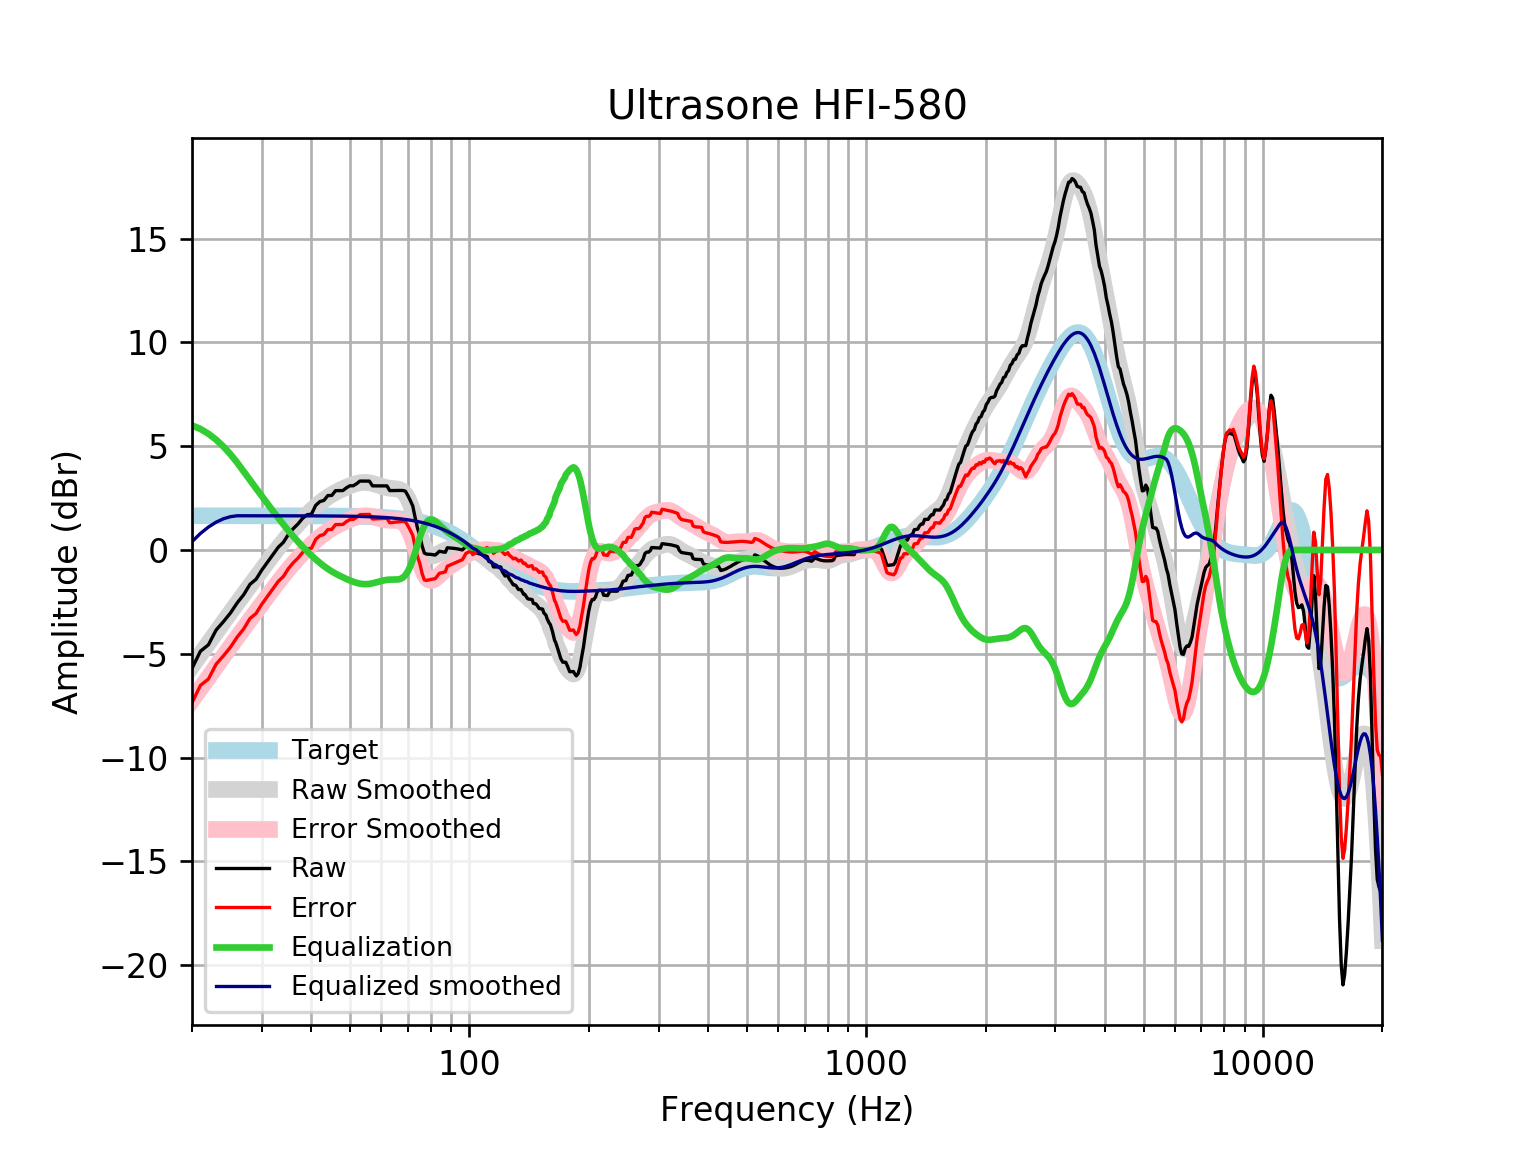 Ultrasone HFI-580
Amplitude (dBr)
15
10
5
0
−5
−10
−15
−20
Target
Raw Smoothed
Error Smoothed
Raw
Error
Equalization
Equalized smoothed
100 1000 10000
Frequency (Hz)